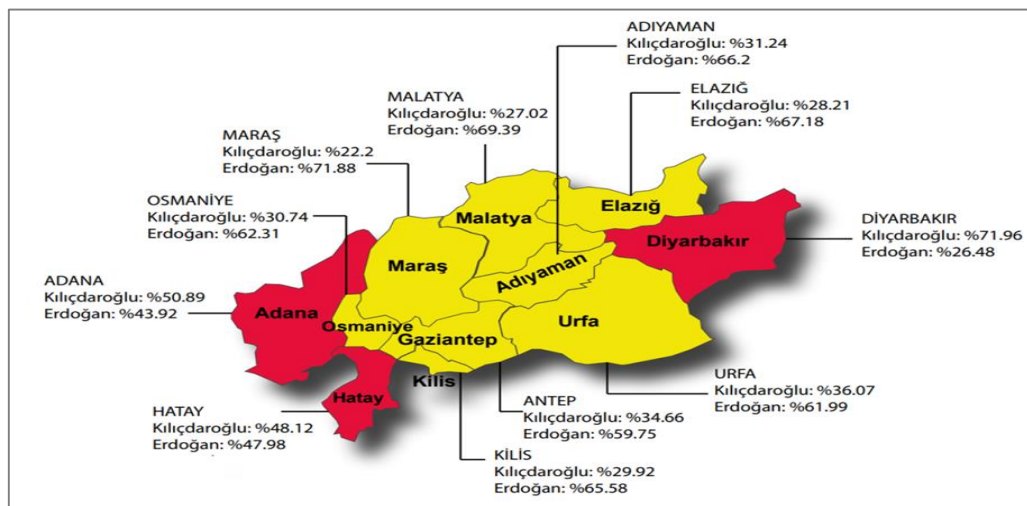 ADIYAMAN
Kılıçdaroğlu: %31.24
Erdoğan: %66.2
ELAZIĞ
Kılıçdaroğlu: %28.21
Erdoğan: %67.18
MALATYA
Kılıçdaroğlu: %27.02
Erdoğan: %69.39
MARAŞ
Kılıçdaroğlu: %22.2
Erdoğan: %71.88
OSMANİYE
Kılıçdaroğlu: %30.74
Erdoğan: %62.31
DİYARBAKIR
Kılıçdaroğlu: %71.96
Erdoğan: %26.48
ADANA
Kılıçdaroğlu: %50.89
Erdoğan: %43.92
Malatya
Elazığ
Diyarbakır
Maraş
Adıyaman
Adana
Osmaniye
Gaziantep
Urfa
Kilis
Hatay
HATAY
Kılıçdaroğlu: %48.12
Erdoğan: %47.98
ANTEP
Kılıçdaroğlu: %34.66
Erdoğan: %59.75
URFA
Kılıçdaroğlu: %36.07
Erdoğan: %61.99
KİLİS
Kılıçdaroğlu: %29.92
Erdoğan: %65.58